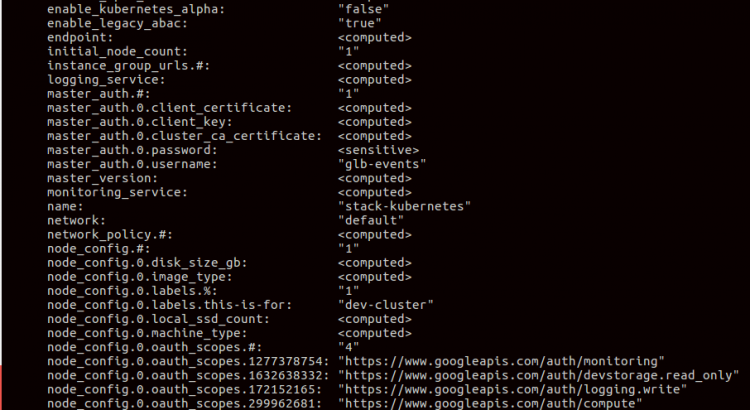 enable_kubernetes_alpha: "false"
enable_legacy_abac: "true"
endpoint: <computed>
initial_node_count: "1"
instance_group_urls.#: <computed>
logging_service: <computed>
master_auth.#: "1"
master_auth.0.client_certificate: <computed>
master_auth.0.client_key: <computed>
master_auth.0.cluster_ca_certificate: <computed>
master_auth.0.password: <sensitive>
master_auth.0.username: "glb-events"
master_version: <computed>
monitoring_service: <computed>
name: "stack-kubernetes"
network: "default"
network_policy.#: <computed>
node_config.#: "1"
node_config.0.disk_size_gb: <computed>
node_config.0.image_type: <computed>
node_config.0.labels.%: "1"
node_config.0.labels.this-is-for: "dev-cluster"
node_config.0.local_ssd_count: <computed>
node_config.0.machine_type: <computed>
node_config.0.oauth_scopes.#: "4"
node_config.0.oauth_scopes.1277378754: "https://www.googleapis.com/auth/monitoring"
node_config.0.oauth_scopes.1632638332: "https://www.googleapis.com/auth/devstorage.read_only"
node_config.0.oauth_scopes.172152165: "https://www.googleapis.com/auth/logging.write"
node_config.0.oauth_scopes.299962681: "https://www.googleapis.com/auth/compute"